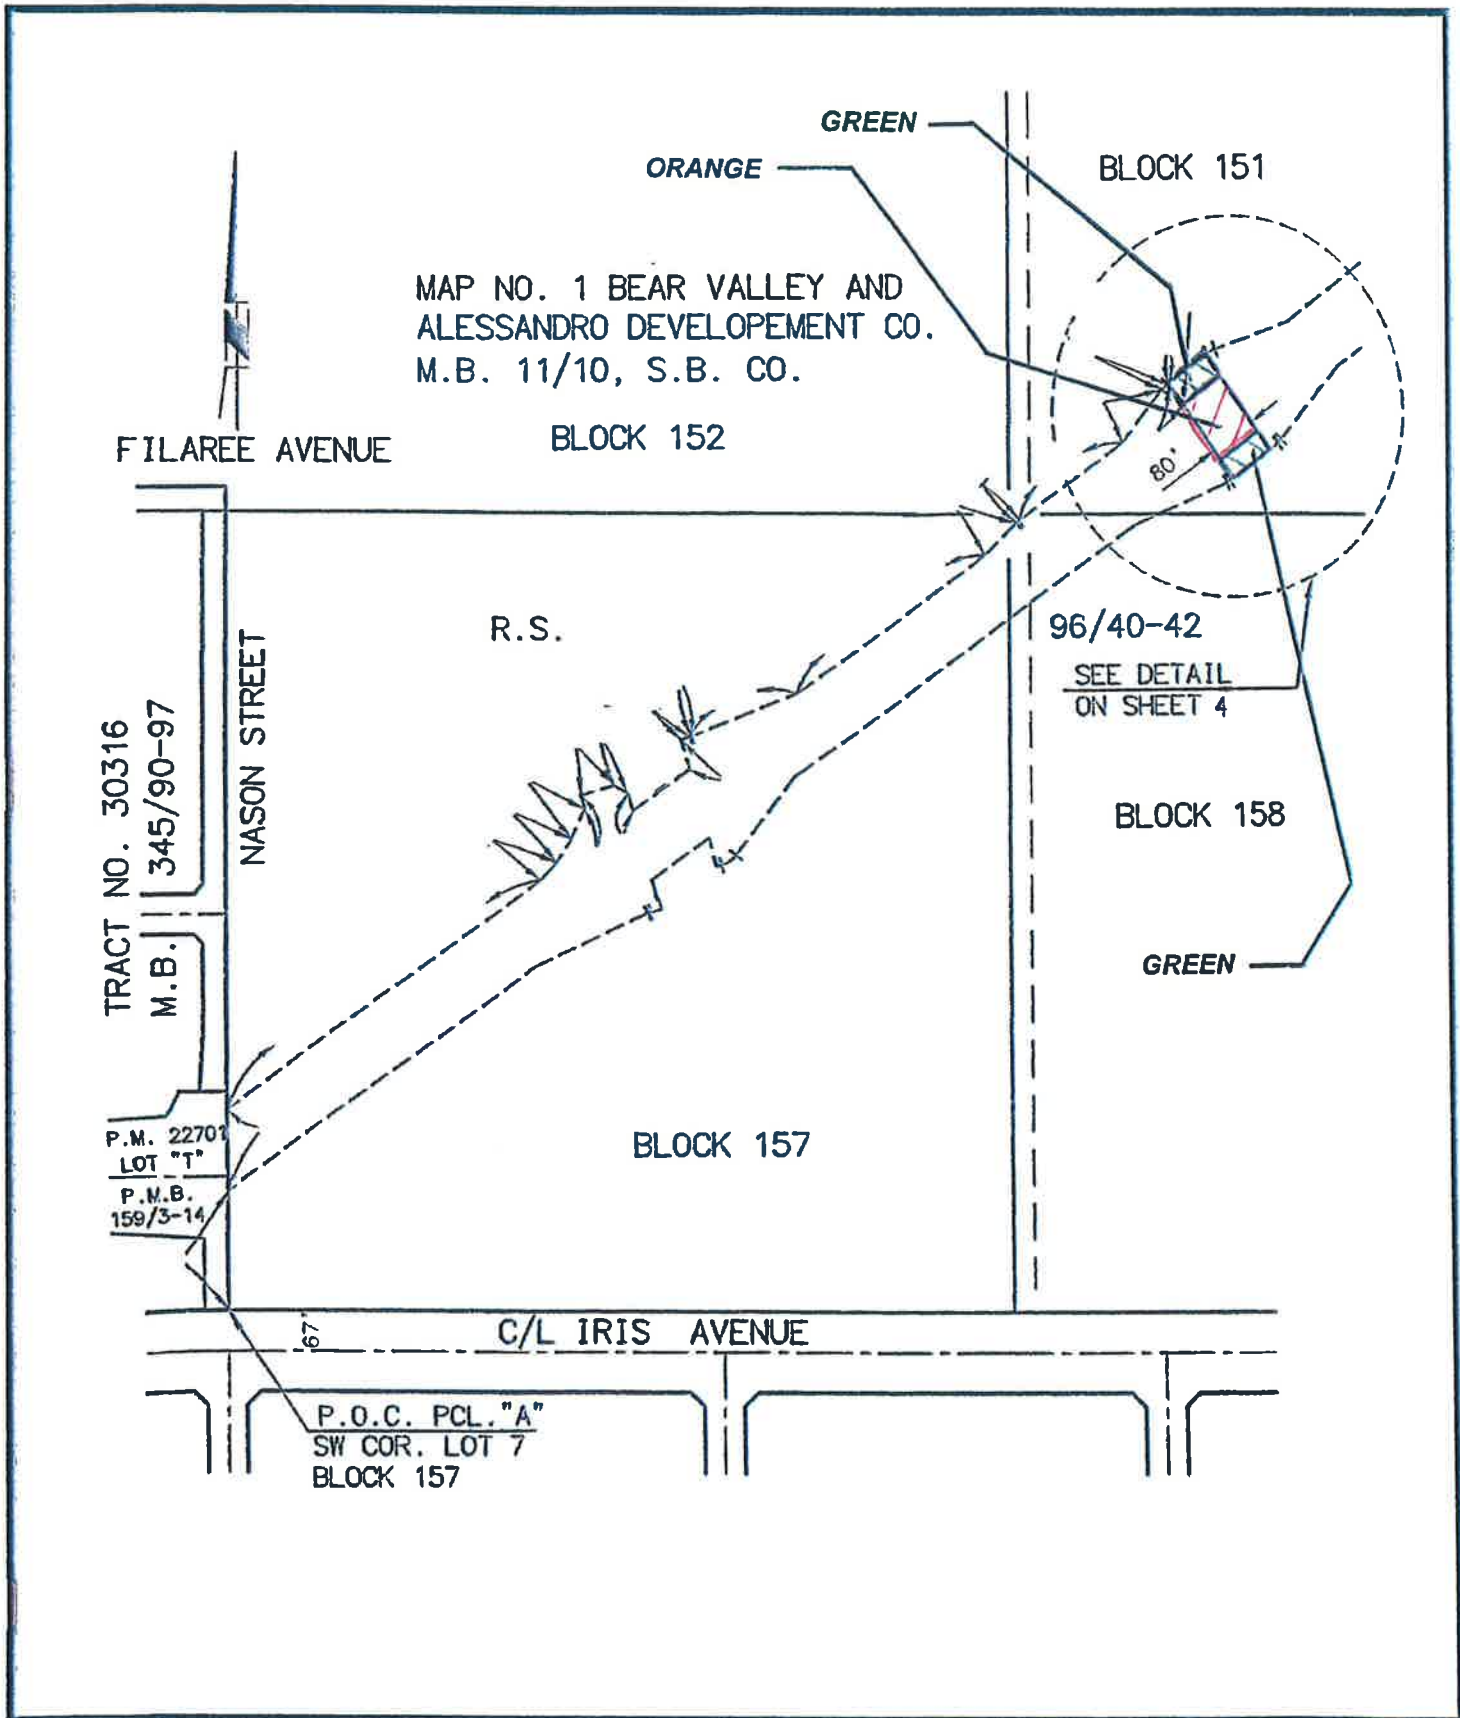 GREEN
ORANGE
BLOCK 151
MAP NO. 1 BEAR VALLEY AND
ALESSANDRO DEVELOPEMENT CO.
M.B. 11/10, S.B. CO.
FILAREE AVENUE
BLOCK 152
80'
R.S.
96/40-42
SEE DETAIL
ON SHEET 4
TRACT NO. 30316
M.B. 345/90-97
NASON STREET
BLOCK 158
GREEN
P.M. 22701
LOT "T"
P.M.B.
159/3-14
BLOCK 157
67'
C/L IRIS AVENUE
P.O.C. PCL. "A"
SW COR. LOT 7
BLOCK 157